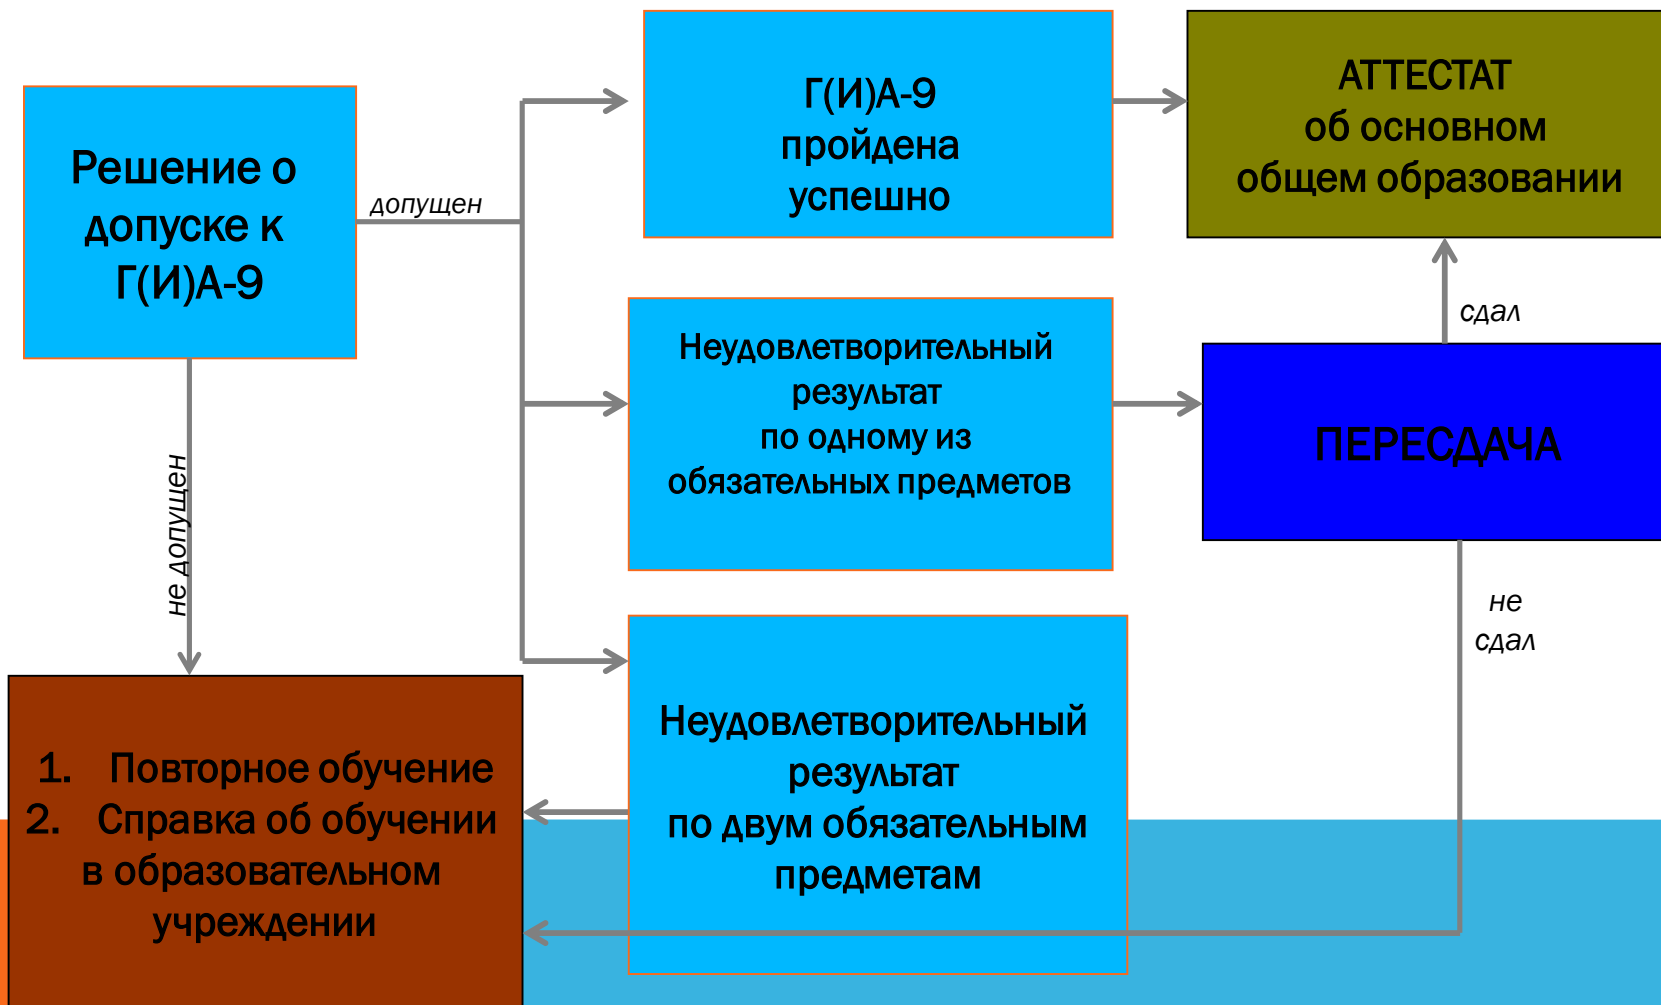 Решение о
допуске к
Г(И)А-9
допущен
не допущен
Г(И)А-9
пройдена
успешно
АТТЕСТАТ
об основном
общем образовании
Неудовлетворительный
результат
по одному из
обязательных предметов
сдал
ПЕРЕСДАЧА
не
сдал
Неудовлетворительный
результат
по двум обязательным
предметам
1. Повторное обучение
2. Справка об обучении
в образовательном
учреждении